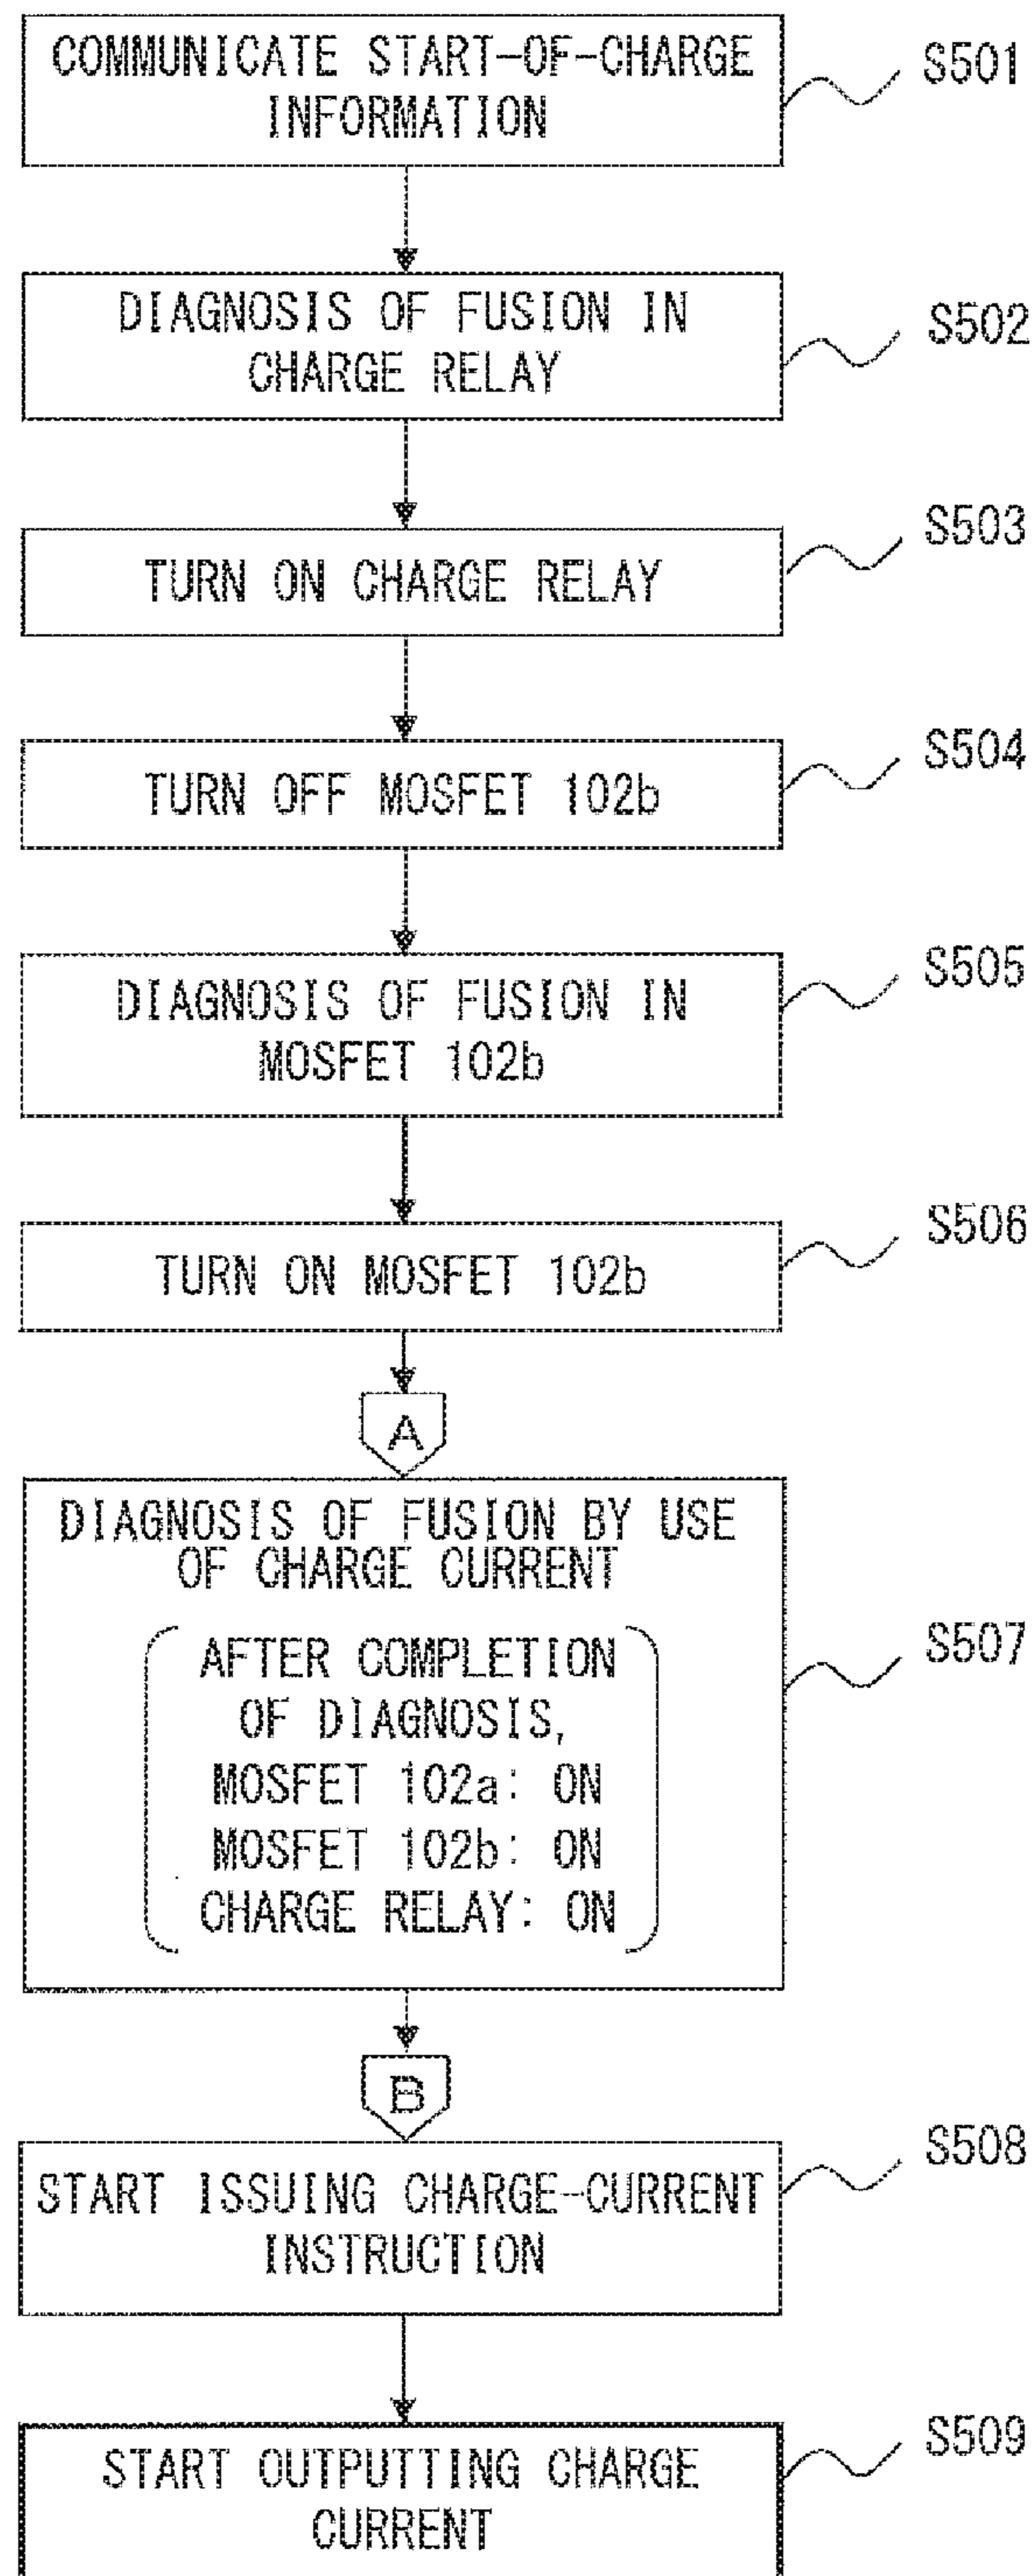 COMMUNICATE START-OF-CHARGE
INFORMATION
S501
DIAGNOSIS OF FUSION IN
CHARGE RELAY
S502
TURN ON CHARGE RELAY
S503
TURN OFF MOSFET 102b
S504
DIAGNOSIS OF FUSION IN
MOSFET 102b
S505
TURN ON MOSFET 102b
S506
A
DIAGNOSIS OF FUSION BY USE
OF CHARGE CURRENT
AFTER COMPLETION
OF DIAGNOSIS,
MOSFET 102a: ON
MOSFET 102b: ON
CHARGE RELAY: ON
S507
B
START ISSUING CHARGE-CURRENT
INSTRUCTION
S508
START OUTPUTTING CHARGE
CURRENT
S509